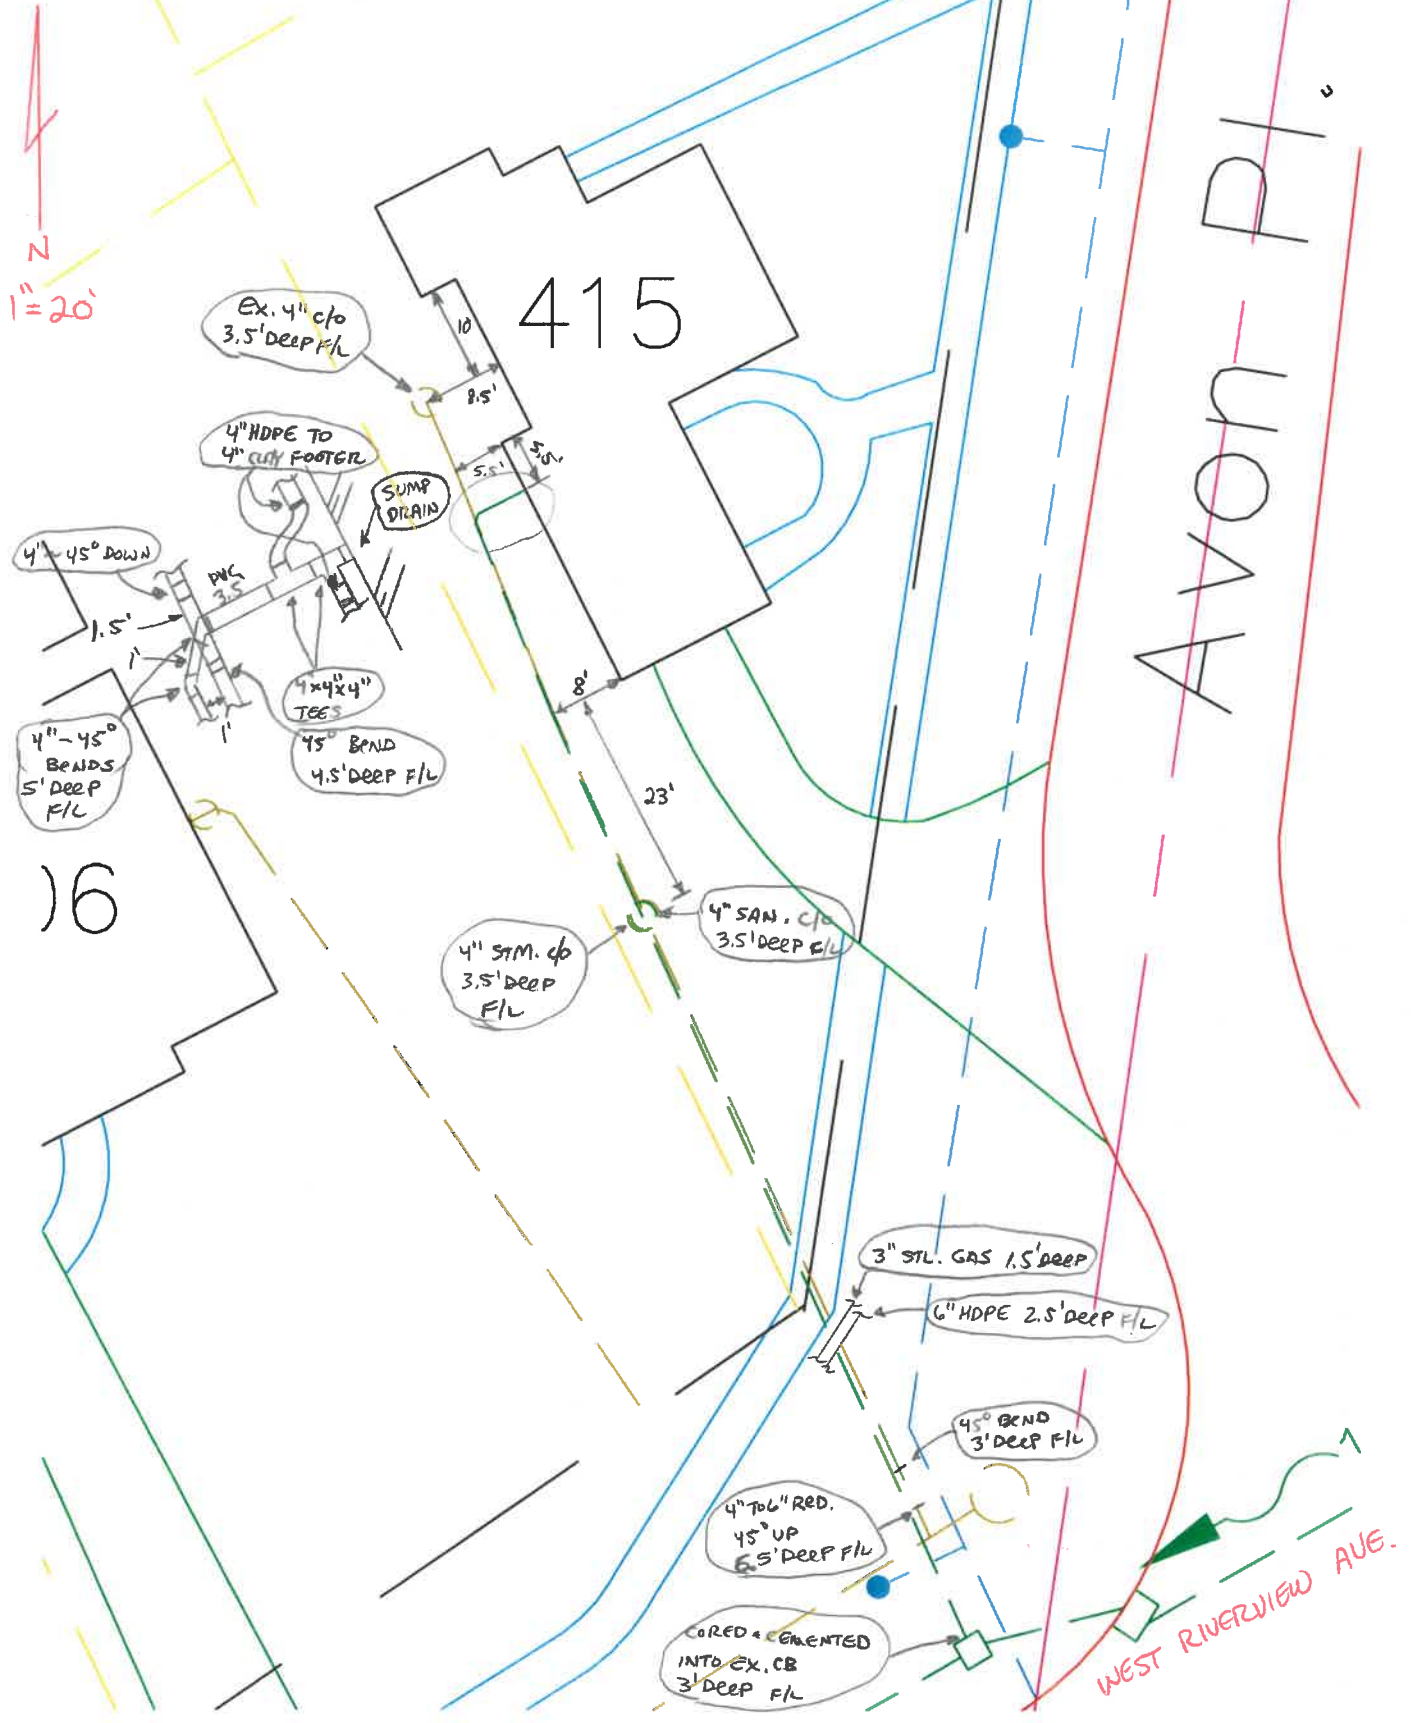 N
1"=20'
EX. 4" c/o
3.5' DEEP F/L
10'
8.5'
415
4" HDPE TO
4" CLAY FOOTER
SUMP
DRAIN
5.5'
5.5'
4"-45° DOWN
PVC
3.5
1.5'
1'
1'
4"x4"x4"
TEES
4"-45°
BENDS
5' DEEP
F/L
45° BEND
4.5' DEEP F/L
8'
23'
)6
4" SAN. c/o
3.5' DEEP F/L
4" STM. c/o
3.5' DEEP
F/L
Avon Pl.
3" STL. GAS 1.5' DEEP
6" HDPE 2.5' DEEP F/L
45° BEND
3' DEEP F/L
4" TO 6" RED.
45° UP
6.5' DEEP F/L
CORED & CEMENTED
INTO EX. CB
3' DEEP F/L
WEST RIVERVIEW AVE.